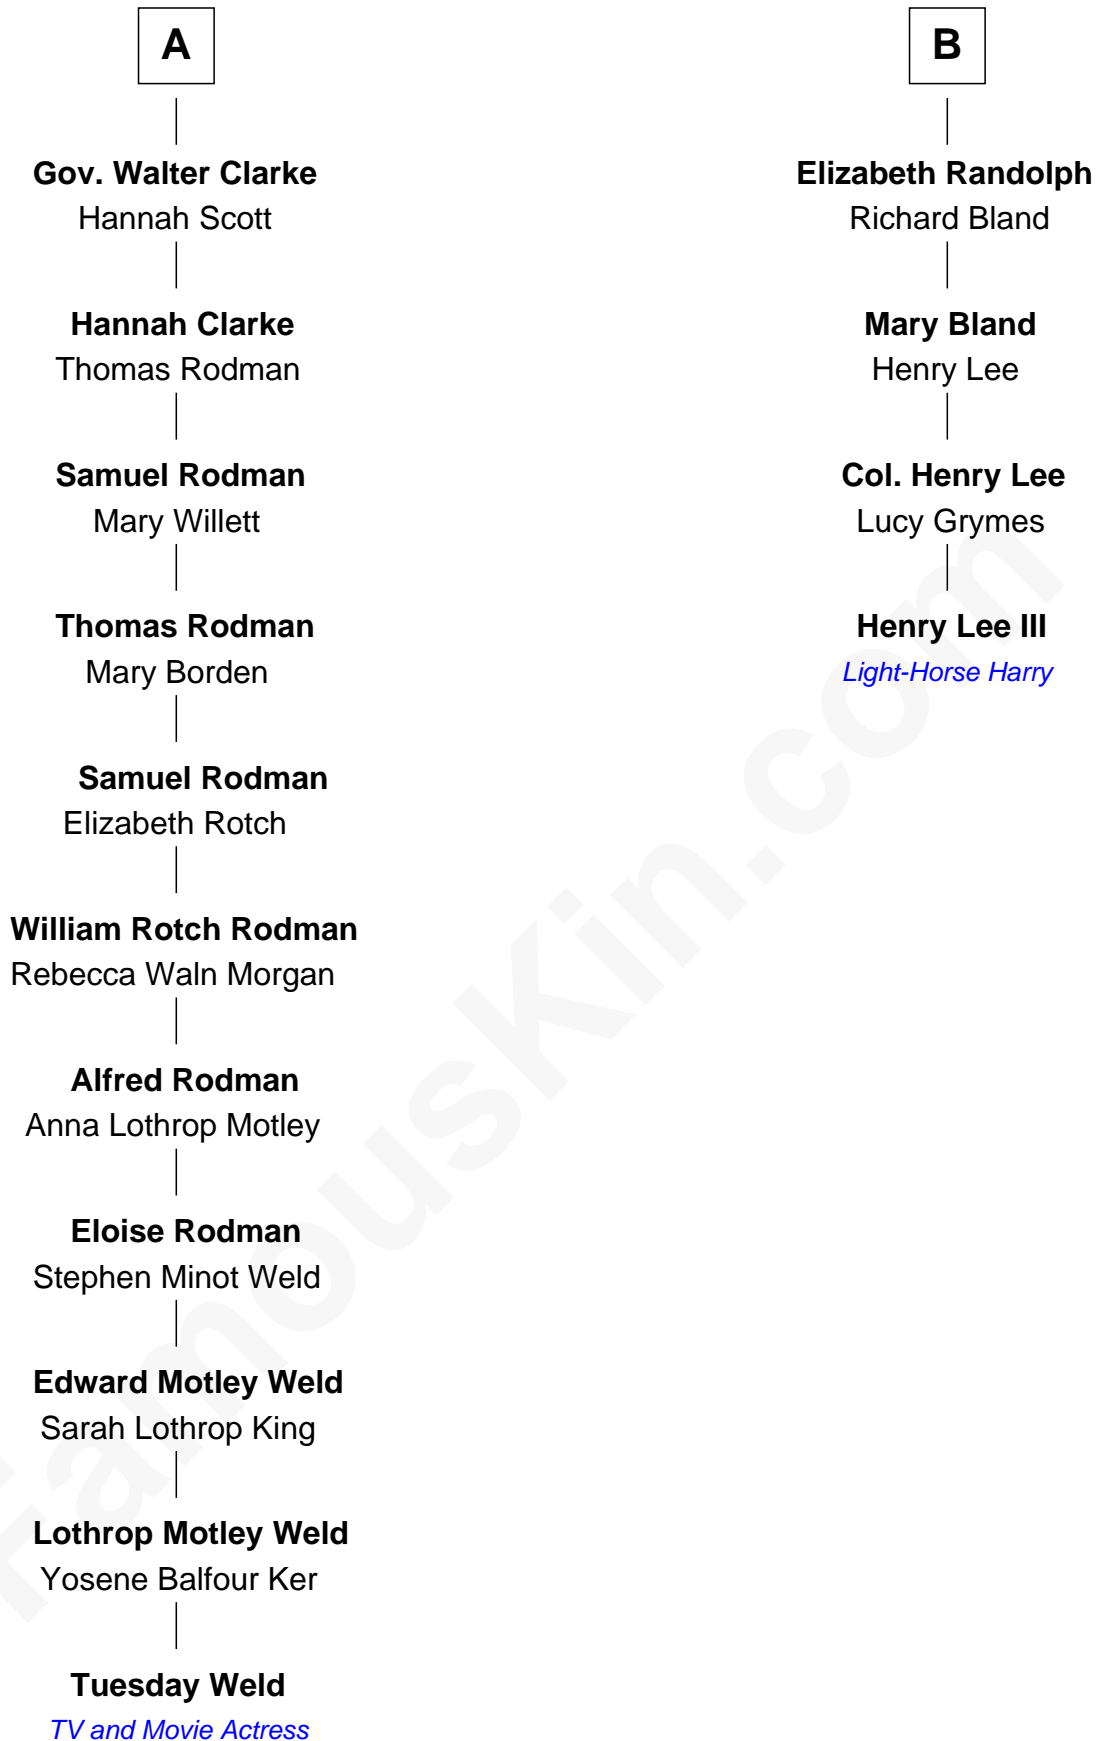 A
Gov. Walter Clarke
Hannah Scott
Hannah Clarke
Thomas Rodman
Samuel Rodman
Mary Willett
Thomas Rodman
Mary Borden
Samuel Rodman
Elizabeth Rotch
William Rotch Rodman
Rebecca Waln Morgan
Alfred Rodman
Anna Lothrop Motley
Eloise Rodman
Stephen Minot Weld
Edward Motley Weld
Sarah Lothrop King
Lothrop Motley Weld
Yosene Balfour Ker
Tuesday Weld
TV and Movie Actress
B
Elizabeth Randolph
Richard Bland
Mary Bland
Henry Lee
Col. Henry Lee
Lucy Grymes
Henry Lee III
Light-Horse Harry
FamousKin.com